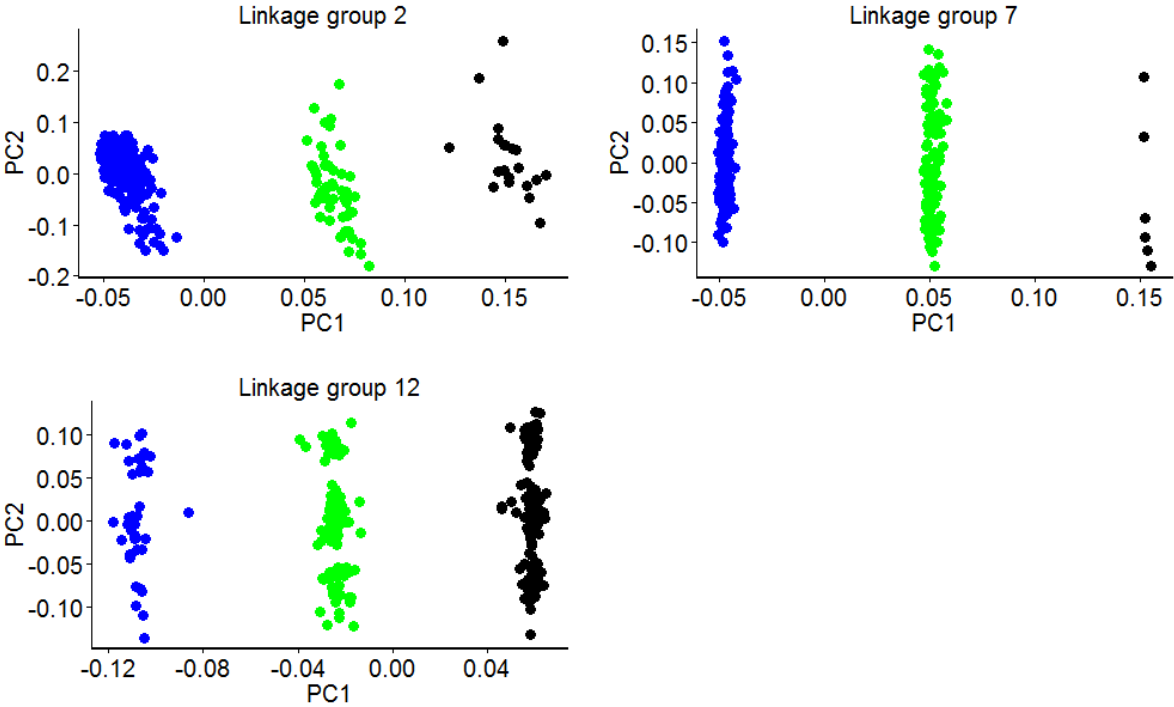 Linkage group 2
0.2
0.1
0.0
-0.1
-0.2
PC2
-0.05 0.00 0.05 0.10 0.15
PC1
Linkage group 7
0.15
0.10
0.05
0.00
-0.05
-0.10
PC2
-0.05 0.00 0.05 0.10 0.15
PC1
Linkage group 12
0.10
0.05
0.00
-0.05
-0.10
PC2
-0.12 -0.08 -0.04 0.00 0.04
PC1